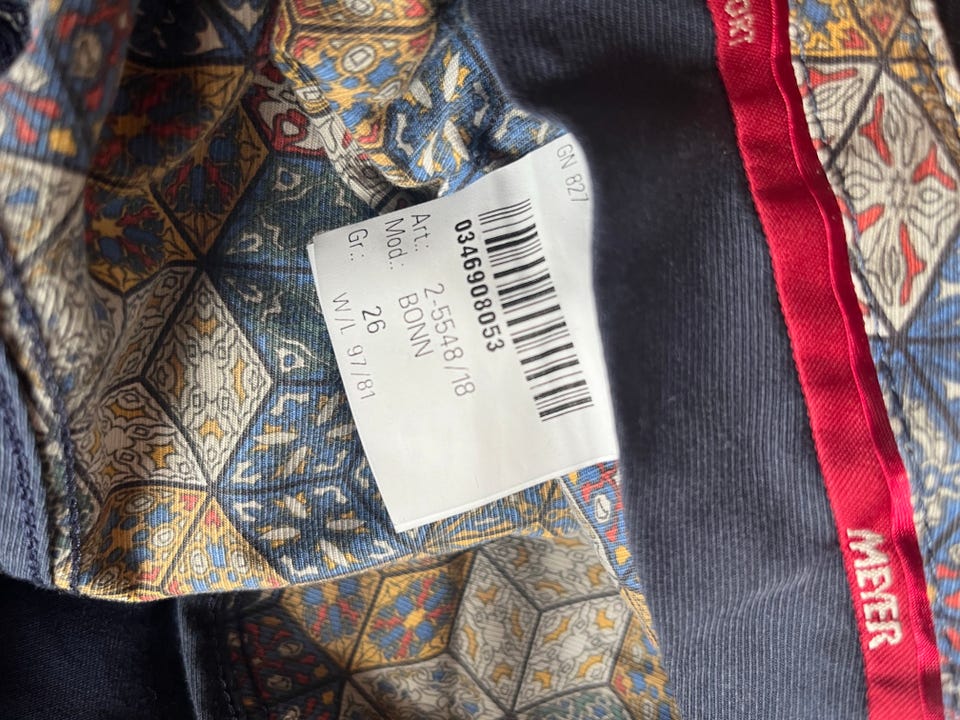 GN 827
0346908053
Art.: 2-5548/18
Mod.: BONN
Gr.: 26
W/L 97/81
MEYER